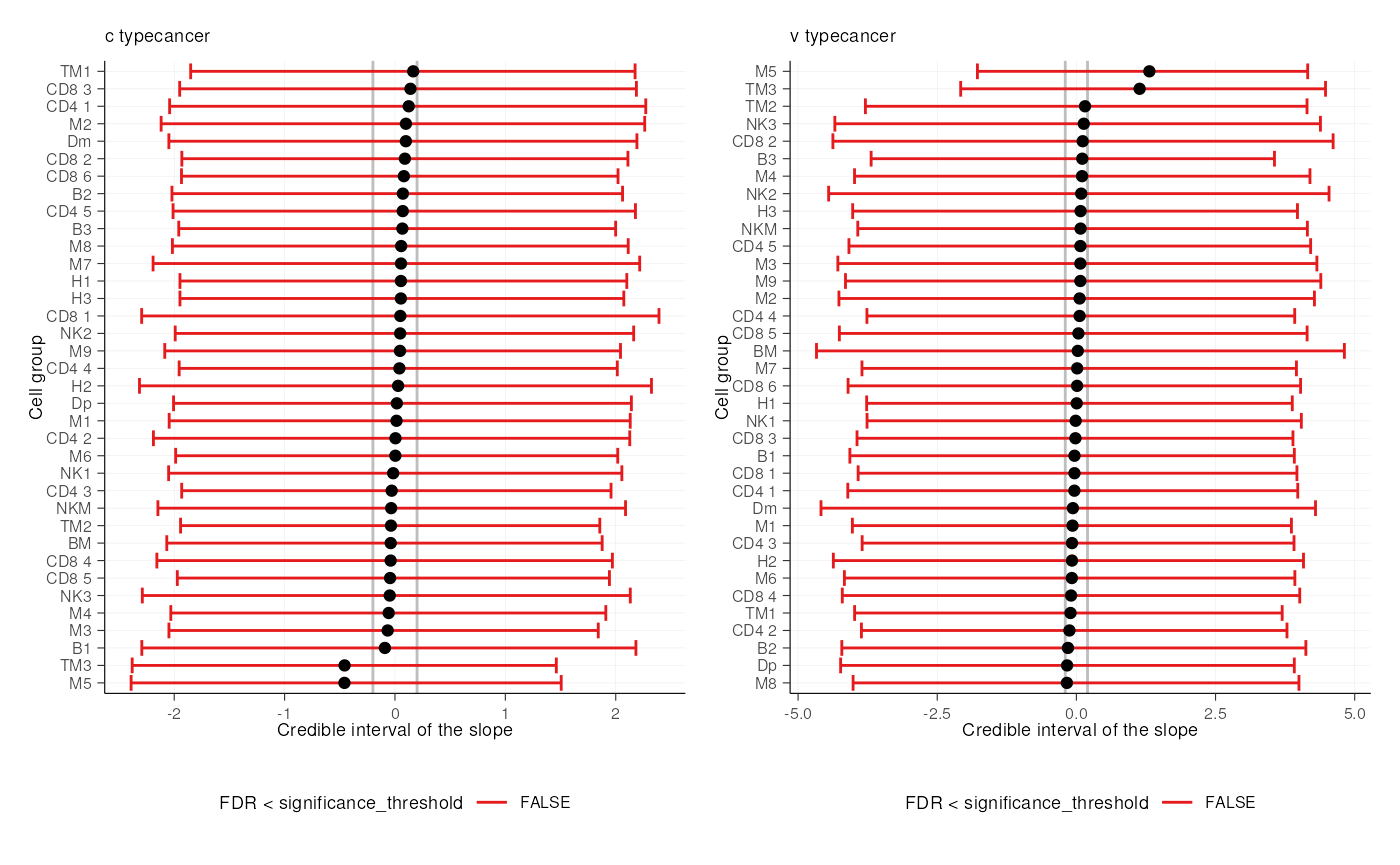 c typecancer
TM1
CD8 3
CD4 1
M2
Dm
CD8 2
CD8 6
B2
CD4 5
B3
M8
M7
H1
H3
CD8 1
NK2
M9
CD4 4
H2
Dp
M1
CD4 2
M6
NK1
CD4 3
NKM
TM2
BM
CD8 4
CD8 5
NK3
M4
M3
B1
TM3
M5
Cell group
-2 -1 0 1 2
Credible interval of the slope
FDR < significance_threshold FALSE
v typecancer
M5
TM3
TM2
NK3
CD8 2
B3
M4
NK2
H3
NKM
CD4 5
M3
M9
M2
CD4 4
CD8 5
BM
M7
CD8 6
H1
NK1
CD8 3
B1
CD8 1
CD4 1
Dm
M1
CD4 3
H2
M6
CD8 4
TM1
CD4 2
B2
Dp
M8
Cell group
-5.0 -2.5 0.0 2.5 5.0
Credible interval of the slope
FDR < significance_threshold FALSE